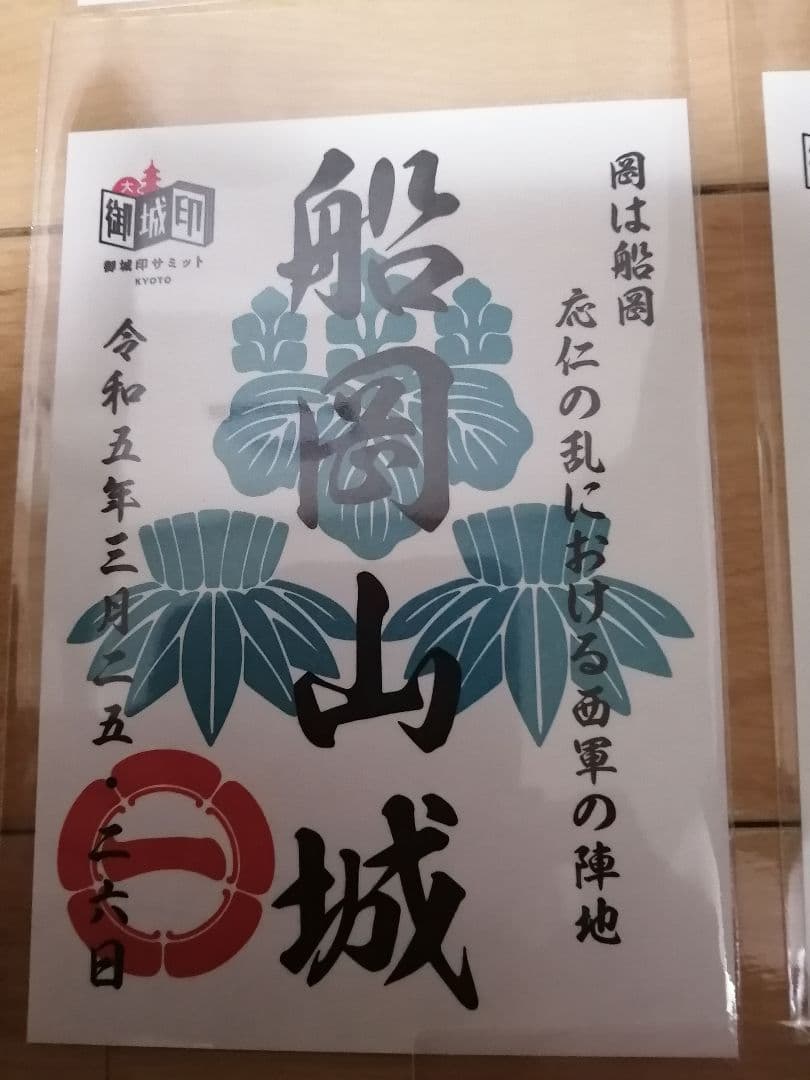 岡は船岡
応仁の乱における西軍の陣地
船岡山城
御城印
御城印サミット
KYOTO
令和五年三月二五・二六日
一